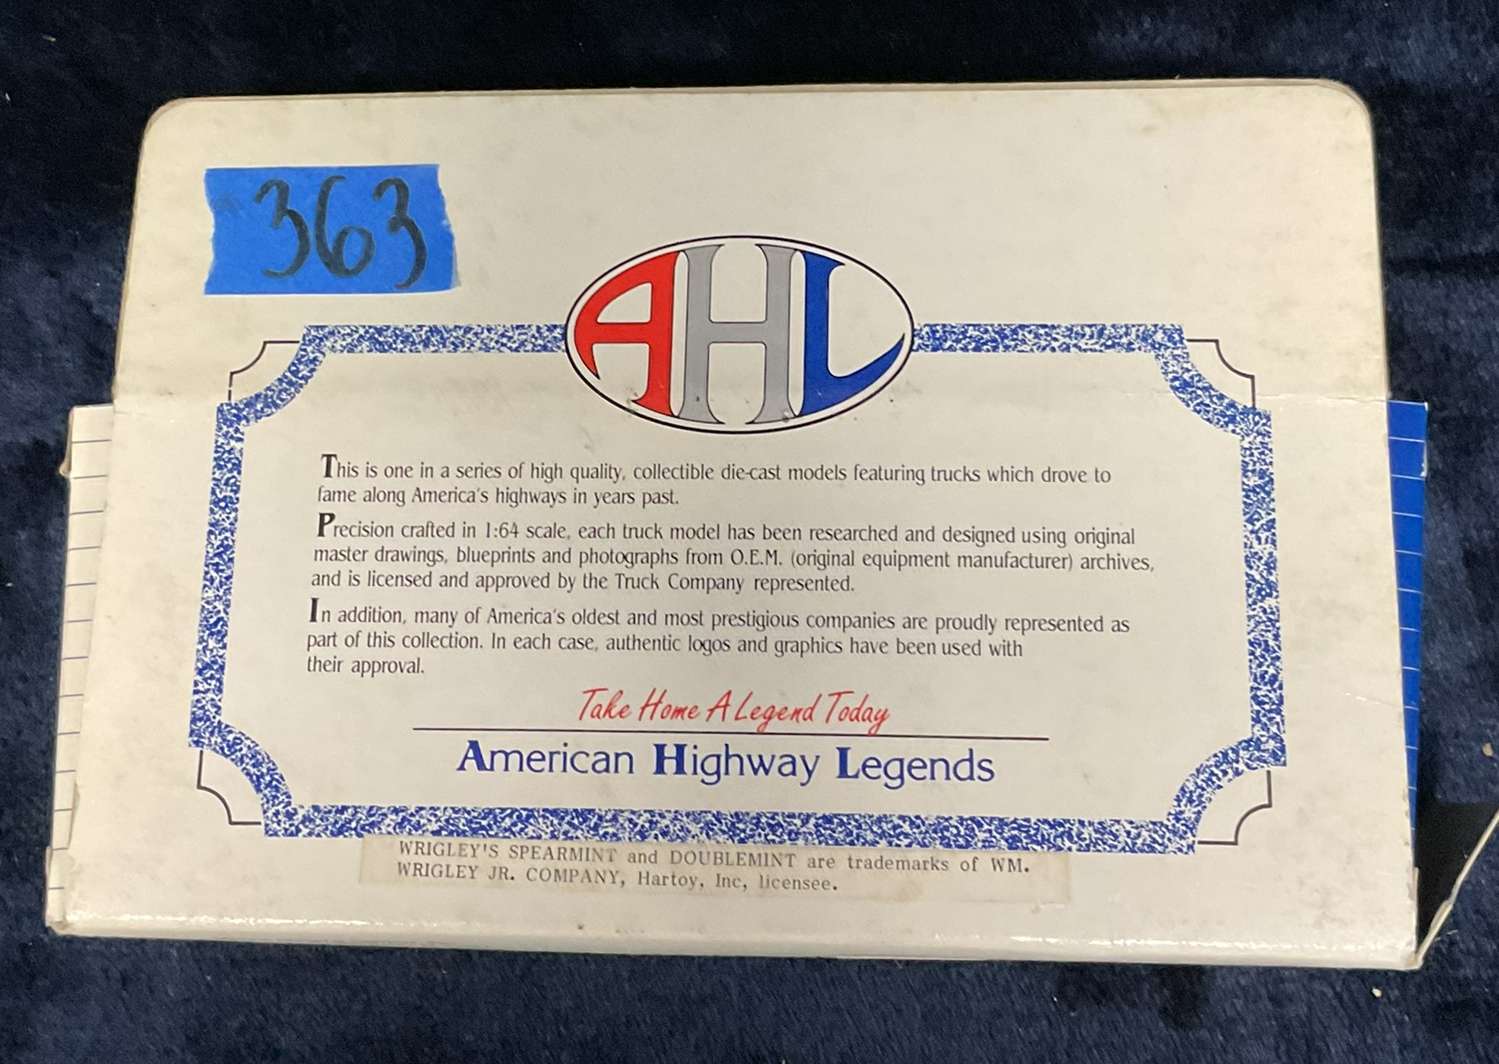 363
AHL
This is one in a series of high quality, collectible die-cast models featuring trucks which drove to
fame along America's highways in years past.
Precision crafted in 1:64 scale, each truck model has been researched and designed using original
master drawings, blueprints and photographs from O.E.M. (original equipment manufacturer) archives,
and is licensed and approved by the Truck Company represented.
In addition, many of America's oldest and most prestigious companies are proudly represented as
part of this collection. In each case, authentic logos and graphics have been used with
their approval.
Take Home A Legend Today
American Highway Legends
WRIGLEY'S SPEARMINT and DOUBLEMINT are trademarks of WM.
WRIGLEY JR. COMPANY, Hartoy, Inc, licensee.